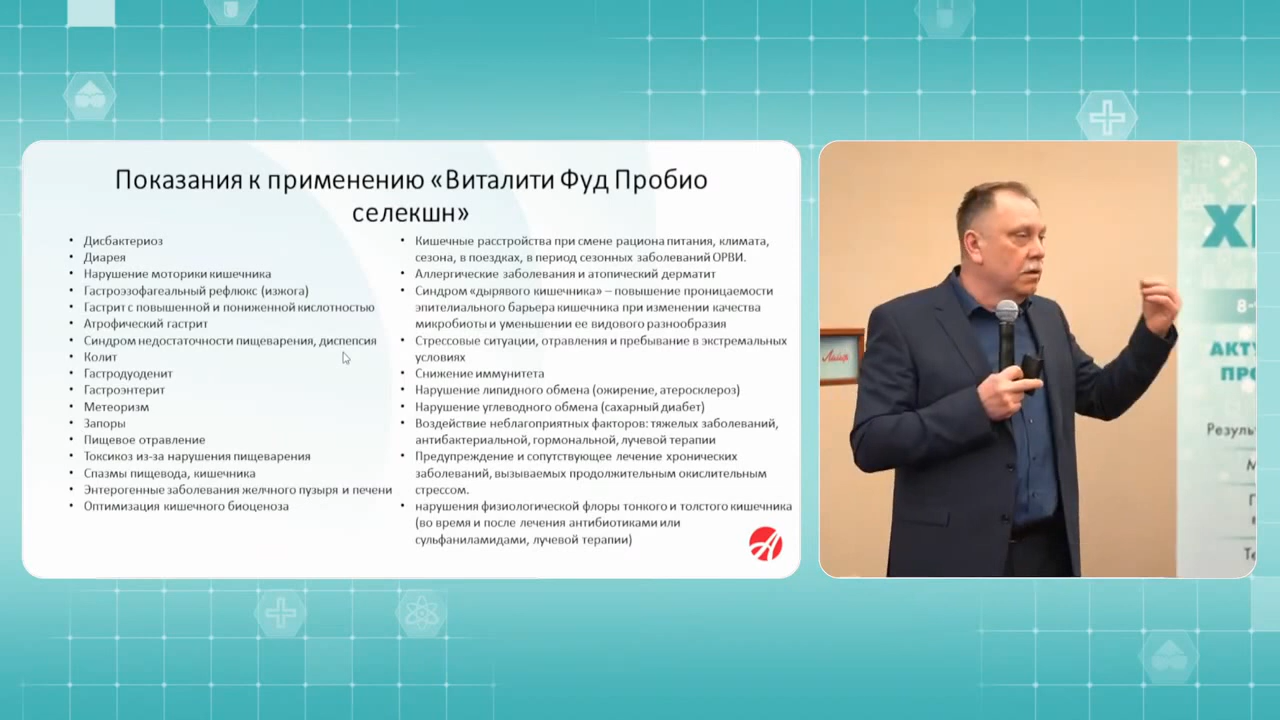 Показания к применению «Виталити Фуд Пробио
селекшн»
• Дисбактериоз
• Диарея
• Нарушение моторики кишечника
• Гастроэзофагеальный рефлюкс (изжога)
• Гастрит с повышенной и пониженной кислотностью
• Атрофический гастрит
• Синдром недостаточности пищеварения, диспепсия
• Колит
• Гастродуоденит
• Гастроэнтерит
• Метеоризм
• Запоры
• Пищевое отравление
• Токсикоз из-за нарушения пищеварения
• Спазмы пищевода, кишечника
• Энтерогенные заболевания желчного пузыря и печени
• Оптимизация кишечного биоценоза
• Кишечные расстройства при смене рациона питания, климата,
сезона, в поездках, в период сезонных заболеваний ОРВИ.
• Аллергические заболевания и атопический дерматит
• Синдром «дырявого кишечника» – повышение проницаемости
эпителиального барьера кишечника при изменении качества
микробиоты и уменьшении ее видового разнообразия
• Стрессовые ситуации, отравления и пребывание в экстремальных
условиях
• Снижение иммунитета
• Нарушение липидного обмена (ожирение, атеросклероз)
• Нарушение углеводного обмена (сахарный диабет)
• Воздействие неблагоприятных факторов: тяжелых заболеваний,
антибактериальной, гормональной, лучевой терапии
• Предупреждение и сопутствующее лечение хронических
заболеваний, вызываемых продолжительным окислительным
стрессом.
• нарушения физиологической флоры тонкого и толстого кишечника
(во время и после лечения антибиотиками или
сульфаниламидами, лучевой терапии)
8-
АКТУ
ПРО
Резуль